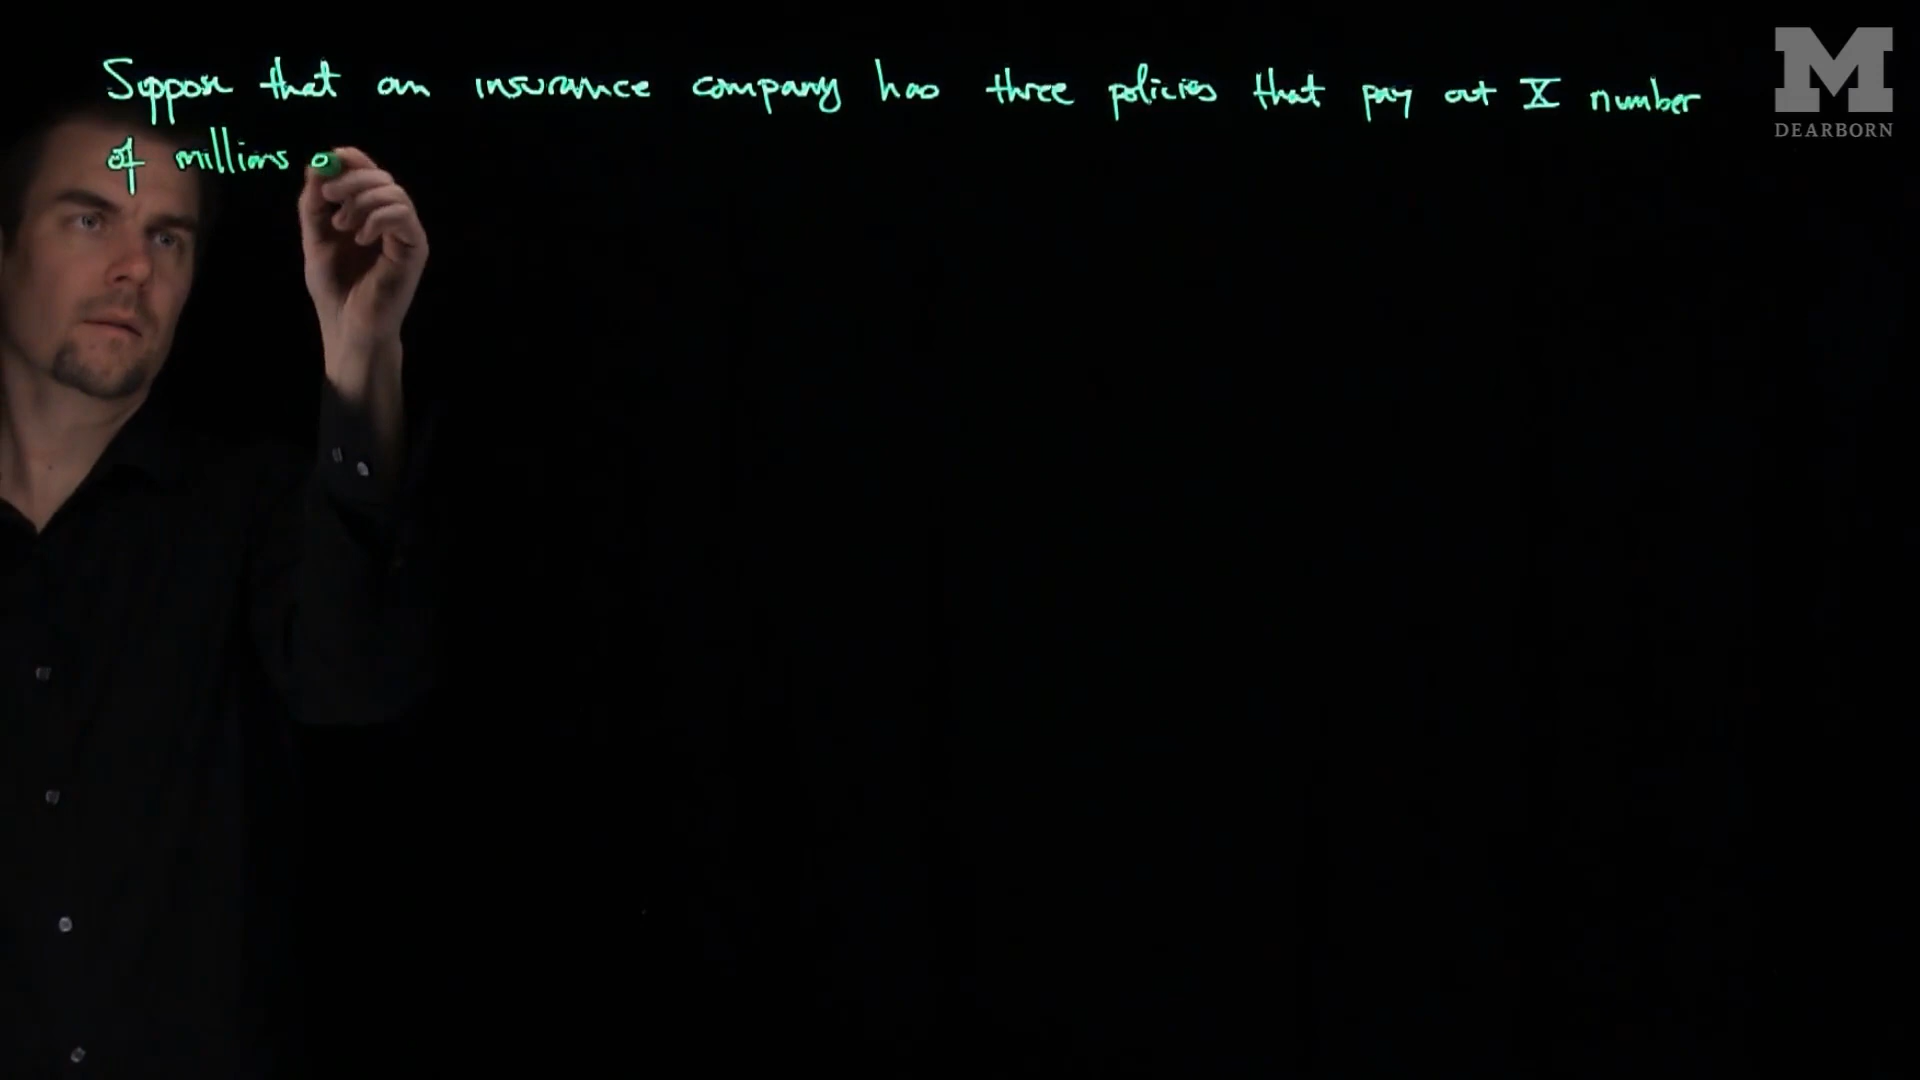 Suppose that an insurance company has three policies that pay out X number
of millions o
M
DEARBORN